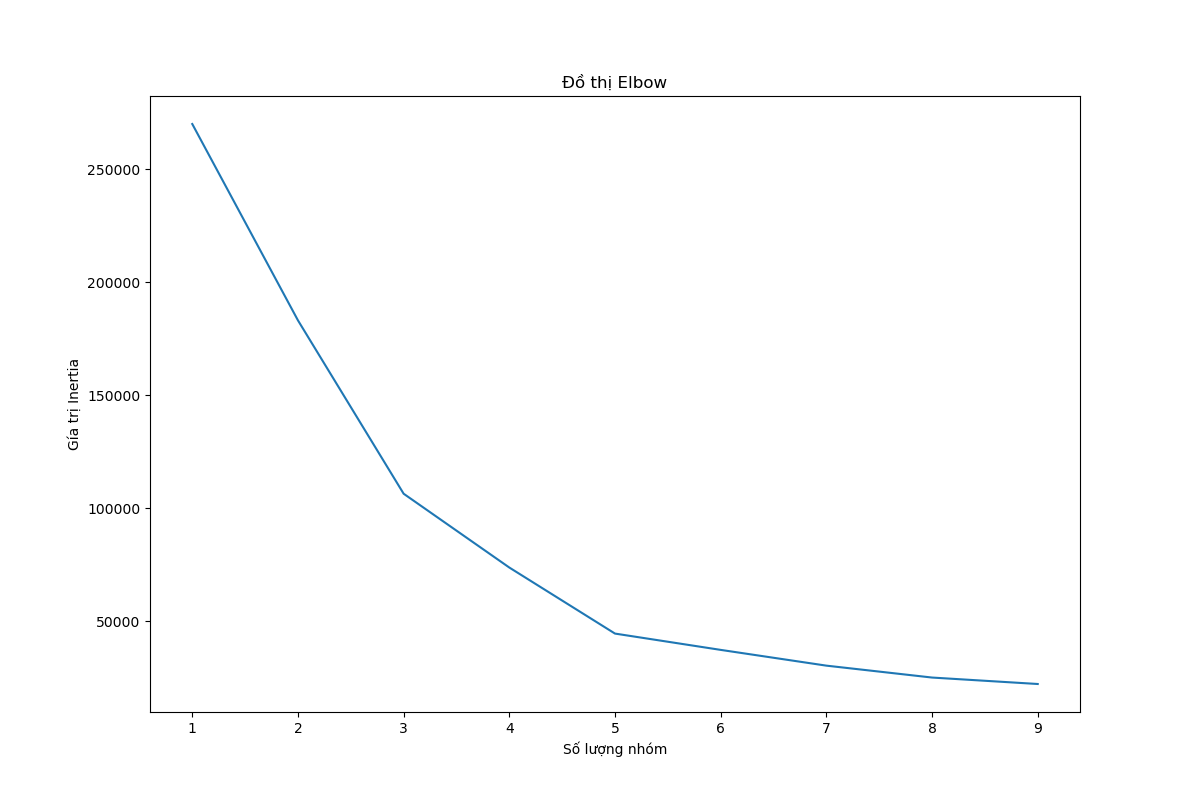 Đồ thị Elbow
250000
200000
150000
100000
50000
Gía trị Inertia
1 2 3 4 5 6 7 8 9
Số lượng nhóm